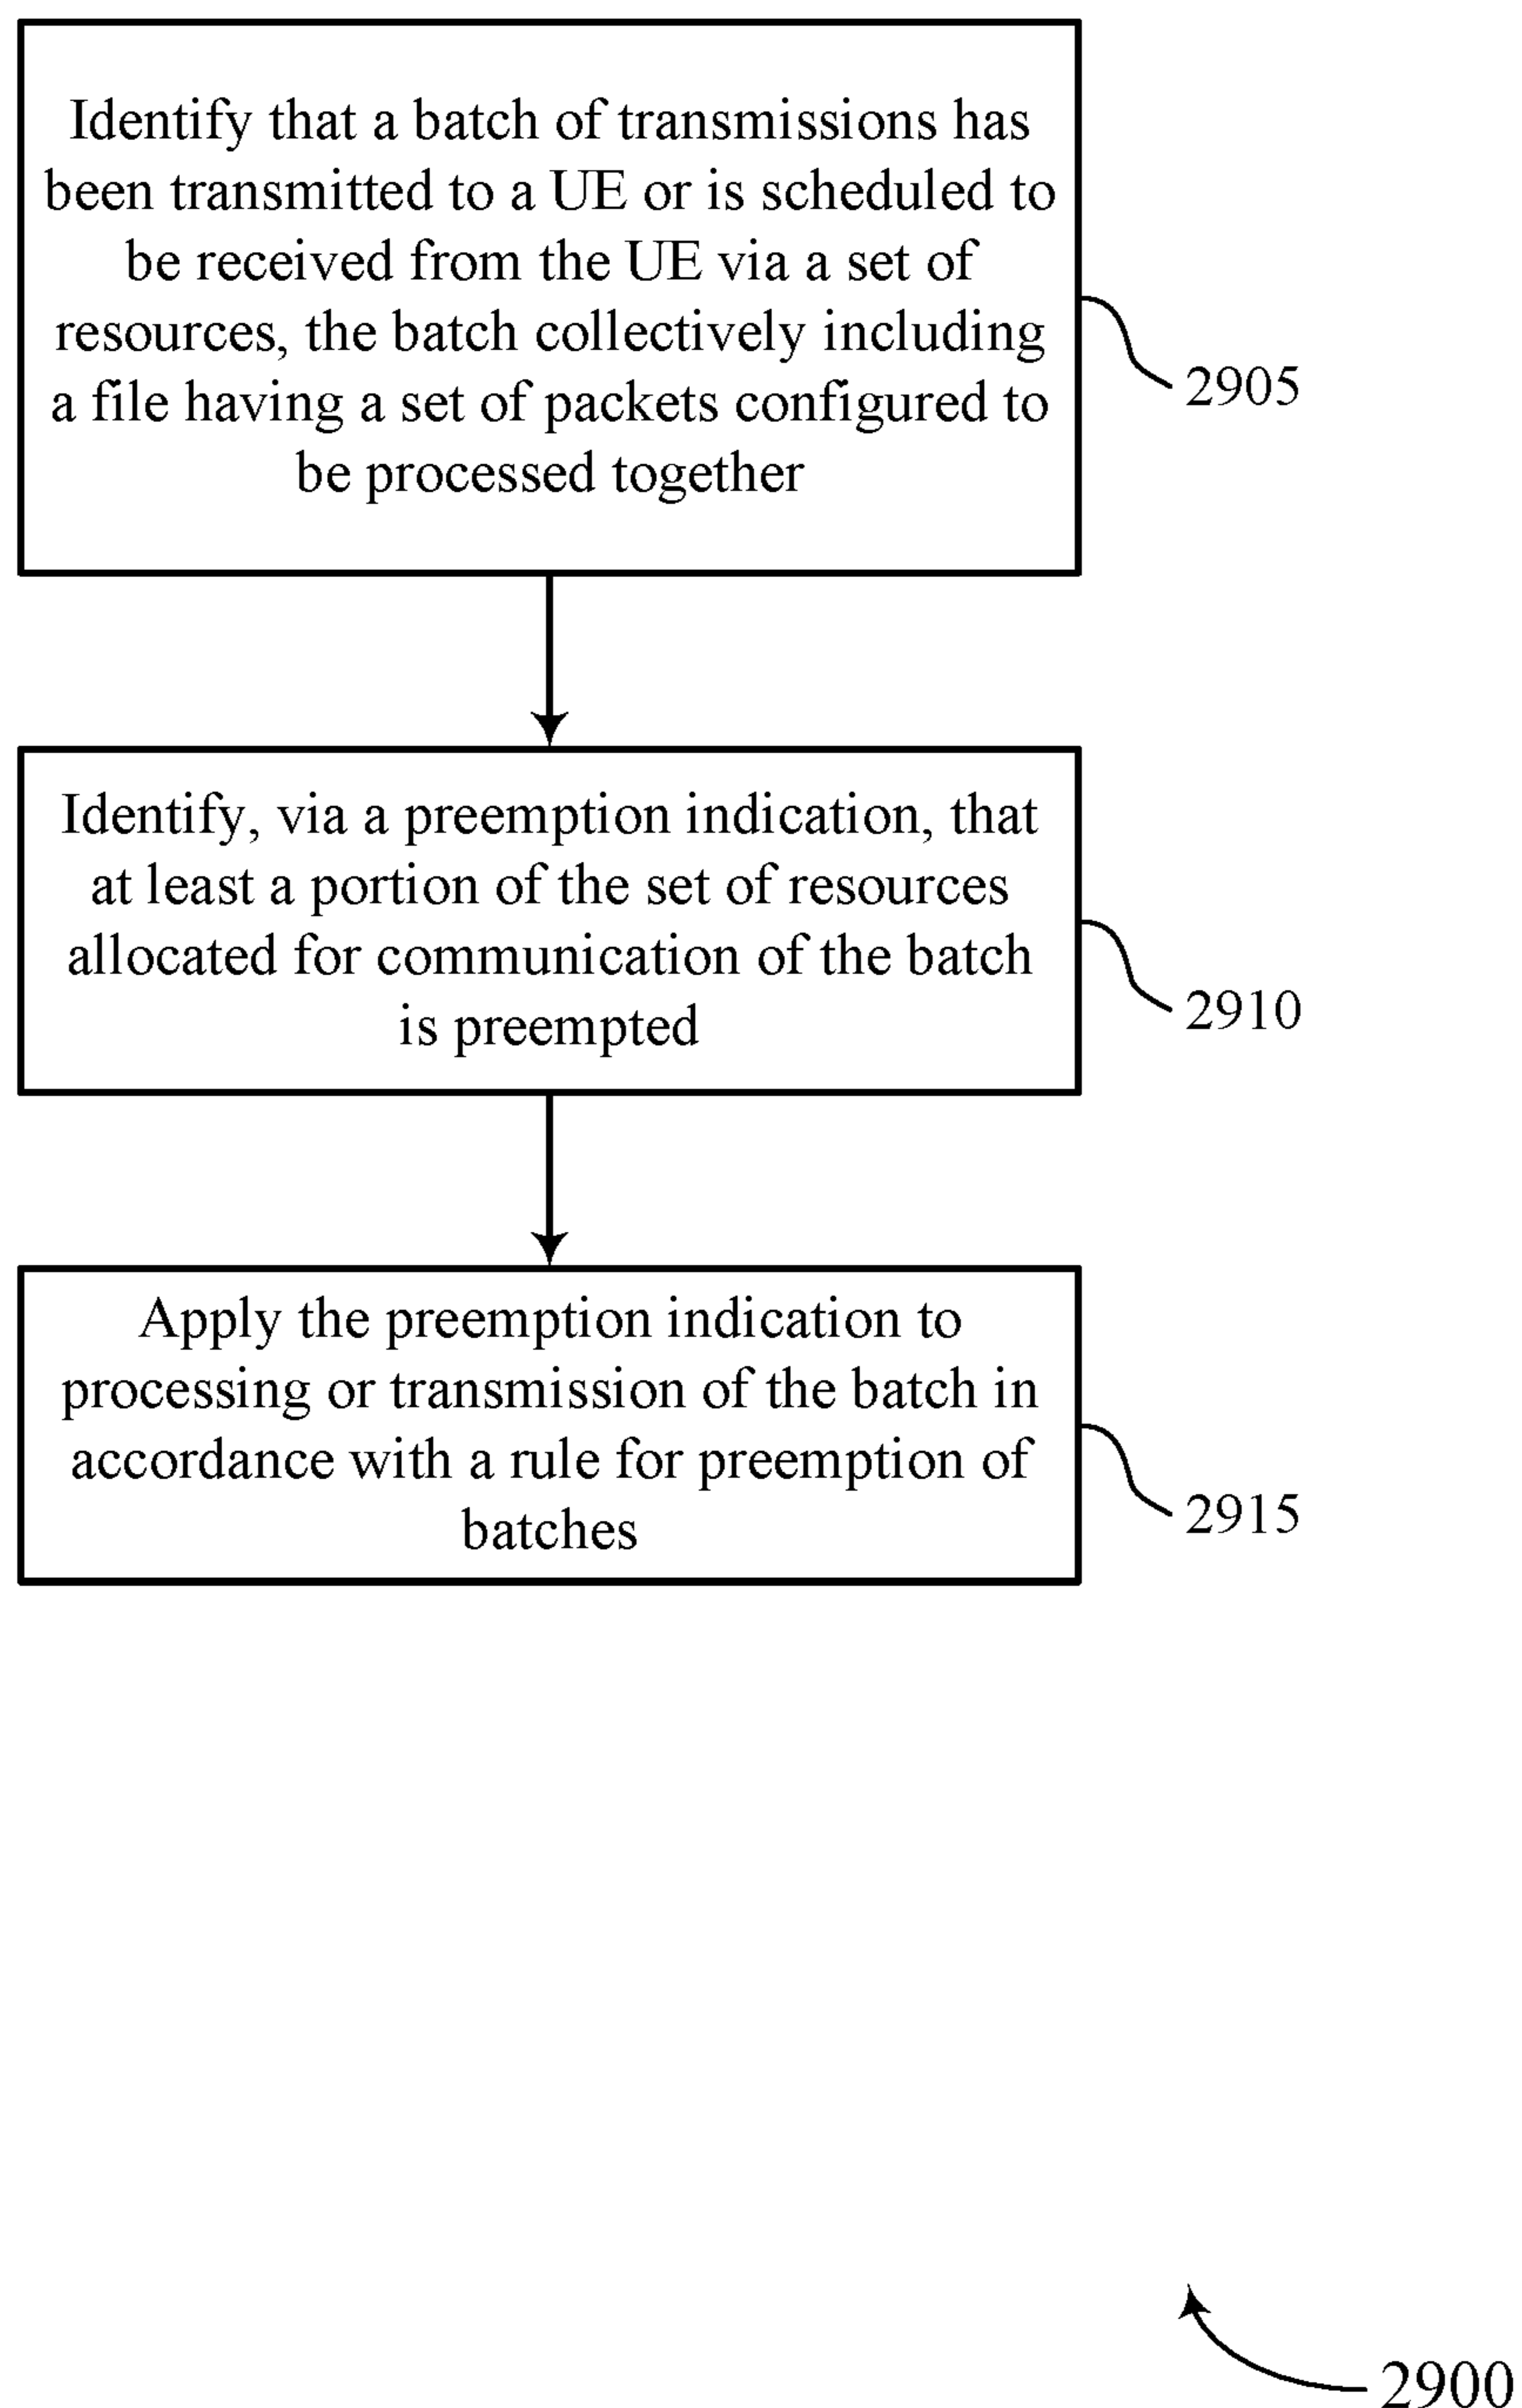 Identify that a batch of transmissions has
been transmitted to a UE or is scheduled to
be received from the UE via a set of
resources, the batch collectively including
a file having a set of packets configured to
be processed together
2905
Identify, via a preemption indication, that
at least a portion of the set of resources
allocated for communication of the batch
is preempted
2910
Apply the preemption indication to
processing or transmission of the batch in
accordance with a rule for preemption of
batches
2915
2900